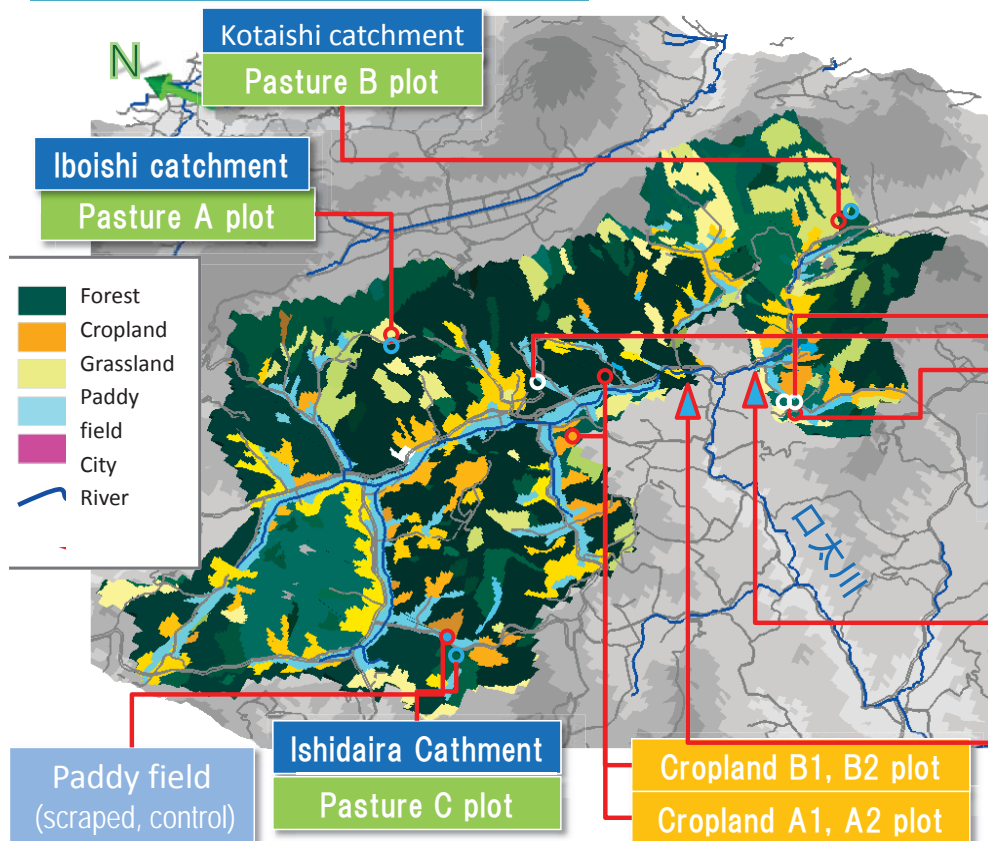 Kotaishi catchment
Pasture B plot
N
Iboishi catchment
Pasture A plot
Forest
Cropland
Grassland
Paddy
field
City
River
口太川
Paddy field
(scraped, control)
Ishidaira Cathment
Pasture C plot
Cropland B1, B2 plot
Cropland A1, A2 plot